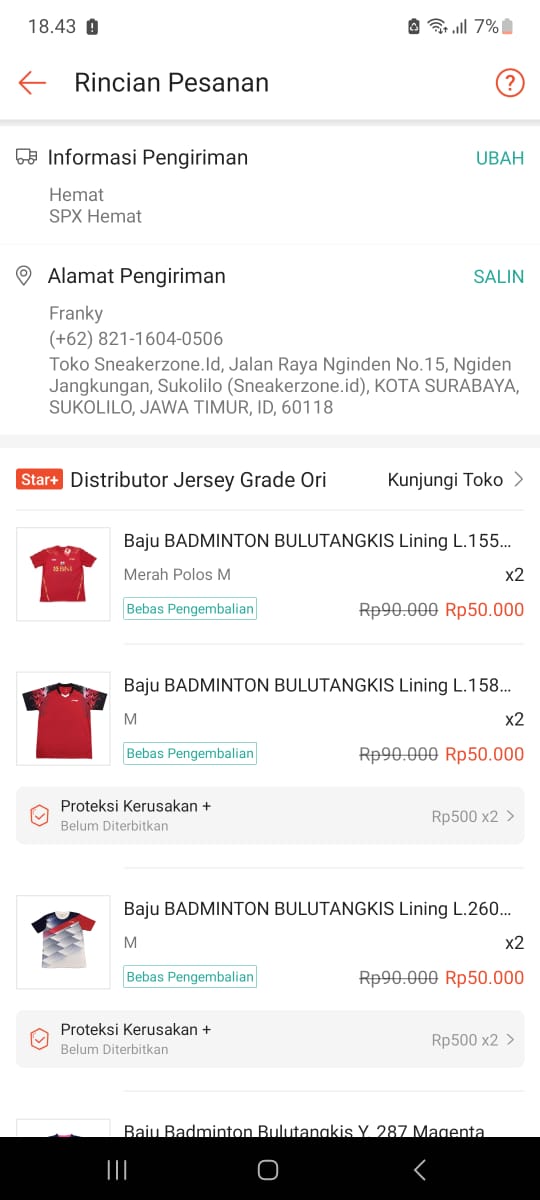 18.43
7%
Rincian Pesanan
?
Informasi Pengiriman
UBAH
Hemat
SPX Hemat
Alamat Pengiriman
SALIN
Franky
(+62) 821-1604-0506
Toko Sneakerzone.Id, Jalan Raya Nginden No.15, Ngiden
Jangkungan, Sukolilo (Sneakerzone.id), KOTA SURABAYA,
SUKOLILO, JAWA TIMUR, ID, 60118
Star+ Distributor Jersey Grade Ori
Kunjungi Toko
BNI
Baju BADMINTON BULUTANGKIS Lining L.155...
Merah Polos M
x2
Bebas Pengembalian
Rp90.000 Rp50.000
Baju BADMINTON BULUTANGKIS Lining L.158...
M
x2
Bebas Pengembalian
Rp90.000 Rp50.000
Proteksi Kerusakan +
Belum Diterbitkan
Rp500 x2
Baju BADMINTON BULUTANGKIS Lining L.260...
M
x2
Bebas Pengembalian
Rp90.000 Rp50.000
Proteksi Kerusakan +
Belum Diterbitkan
Rp500 x2
Baju Badminton Bulutangkis Y. 287 Magenta